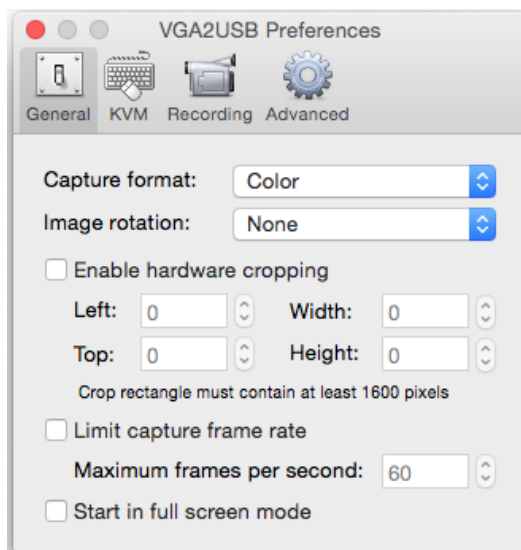 VGA2USB Preferences
General KVM Recording Advanced
Capture format: Color
Image rotation: None
Enable hardware cropping
Left: 0 Width: 0
Top: 0 Height: 0
Crop rectangle must contain at least 1600 pixels
Limit capture frame rate
Maximum frames per second: 60
Start in full screen mode